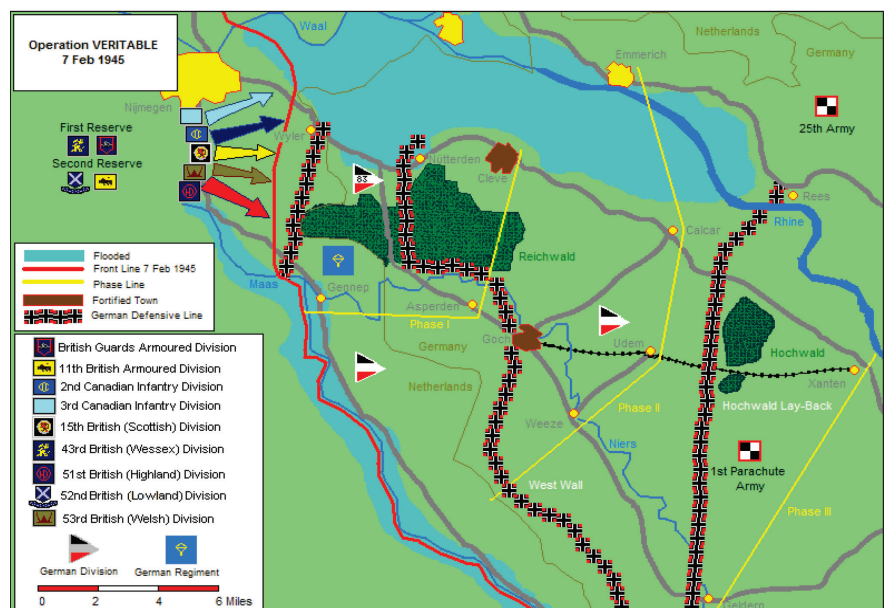 Operation VERITABLE
7 Feb 1945
Waal
Netherlands
Germany
Emmerich
Nijmegen
25th Army
First Reserve
Wyler
Second Reserve
Nütterden
83
Cleve
Rees
Rhine
Calcar
Reichwald
Flooded
Front Line 7 Feb 1945
Phase Line
Fortified Town
German Defensive Line
Maas
Gennep
Asperden
Phase I
Goch
Germany
Udem
Hochwald
Netherlands
Xanten
Phase II
Hochwald Lay-Back
Weeze
Niers
1st Parachute
Army
West Wall
Phase III
Geldern
British Guards Armoured Division
11th British Armoured Division
2nd Canadian Infantry Division
3rd Canadian Infantry Division
15th British (Scottish) Division
43rd British (Wessex) Division
51st British (Highland) Division
52nd British (Lowland) Division
53rd British (Welsh) Division
German Division
German Regiment
0 2 4 6 Miles